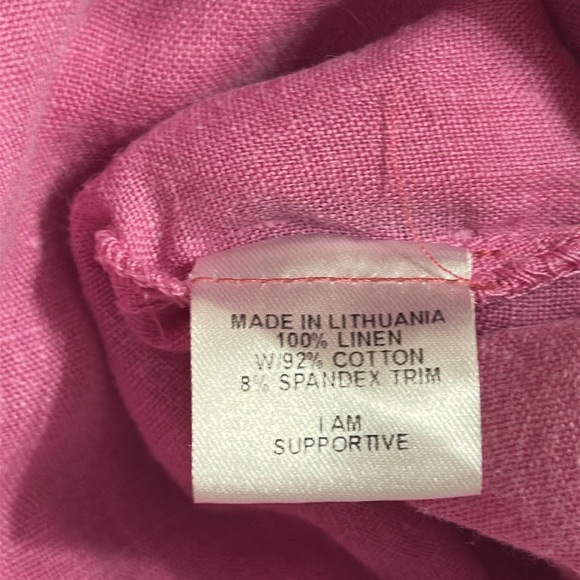 MADE IN LITHUANIA
100% LINEN
W/92% COTTON
8% SPANDEX TRIM
I AM
SUPPORTIVE